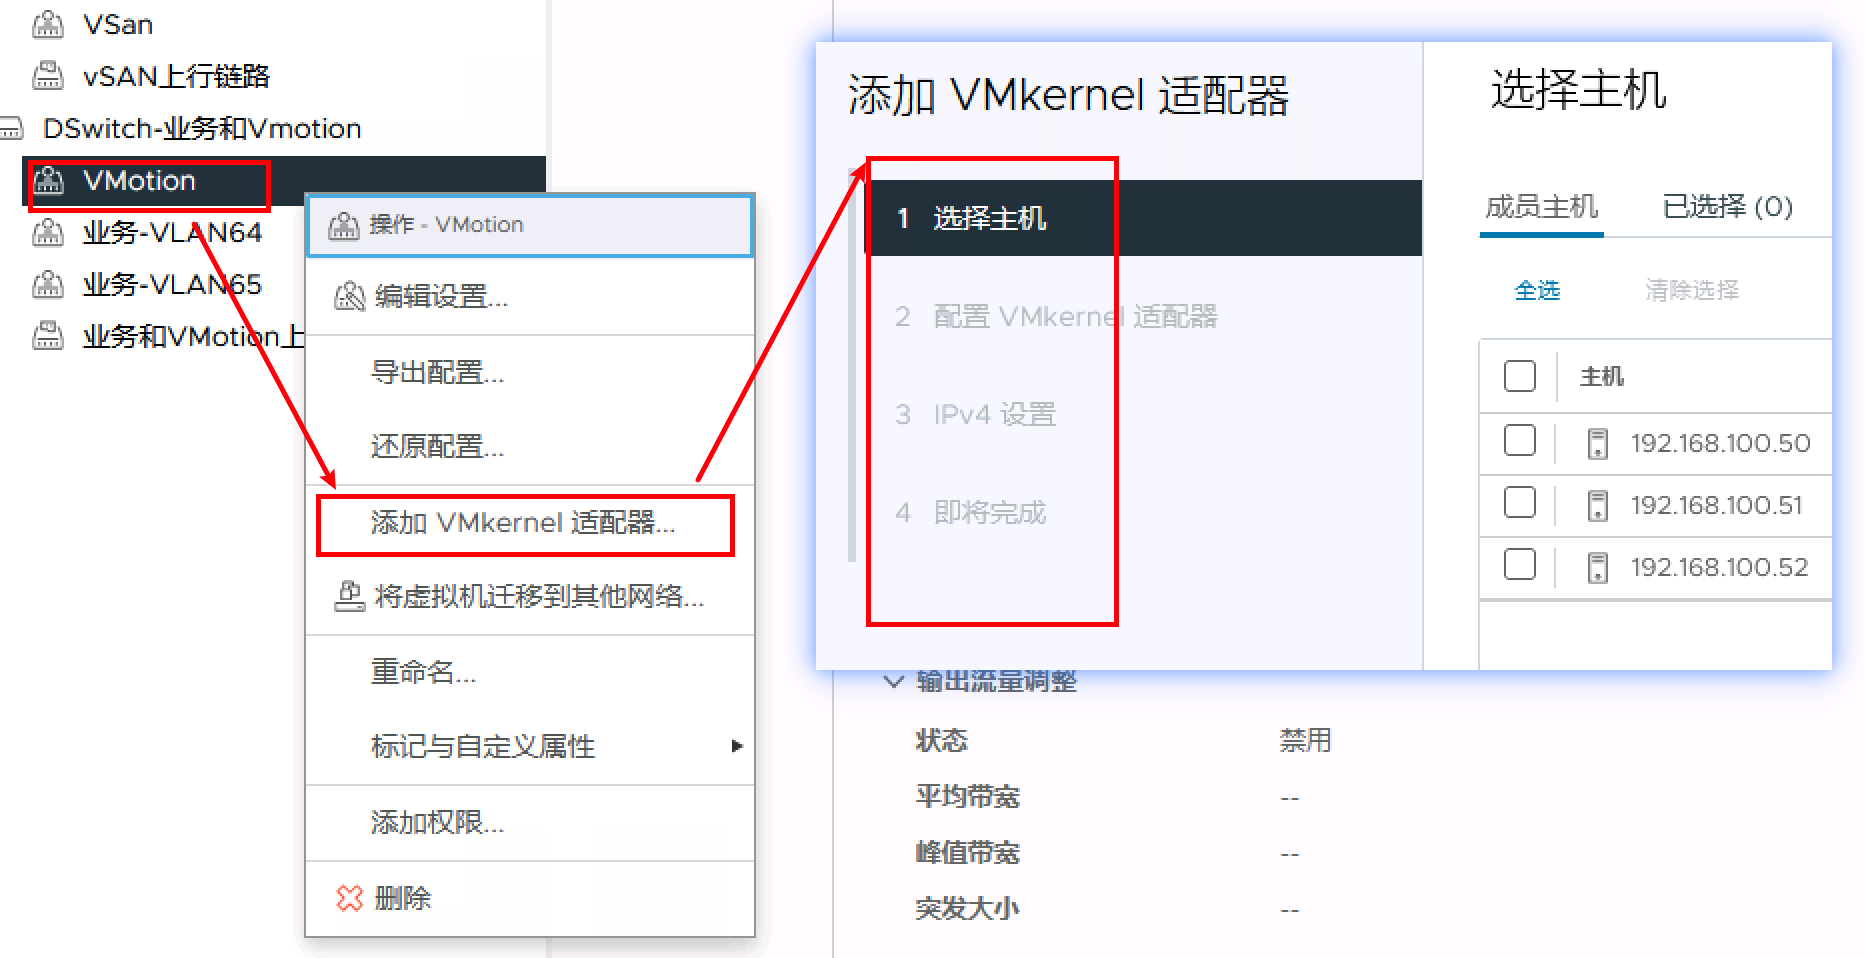 VSan
vSAN上行链路
DSwitch-业务和Vmotion
VMotion
业务-VLAN64
业务-VLAN65
业务和VMotion上
操作 - VMotion
编辑设置...
导出配置...
还原配置...
添加 VMkernel 适配器...
将虚拟机迁移到其他网络...
重命名...
标记与自定义属性
添加权限...
删除
添加 VMkernel 适配器
1 选择主机
2 配置 VMkernel 适配器
3 IPv4 设置
4 即将完成
选择主机
成员主机 已选择 (0)
全选 清除选择
主机
192.168.100.50
192.168.100.51
192.168.100.52
输出流量调整
状态 禁用
平均带宽 --
峰值带宽 --
突发大小 --